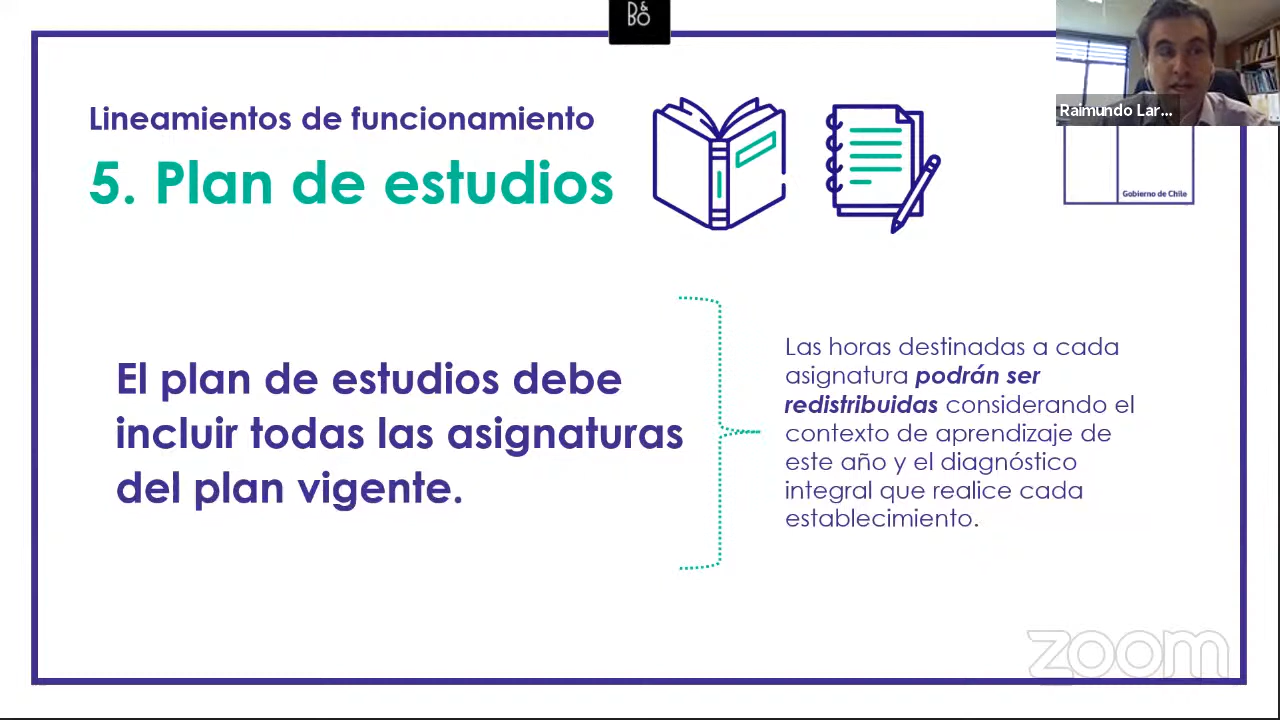 B&O
Raimundo Lar...
Gobierno de Chile
Lineamientos de funcionamiento
5. Plan de estudios
El plan de estudios debe
incluir todas las asignaturas
del plan vigente.
Las horas destinadas a cada
asignatura podrán ser
redistribuidas considerando el
contexto de aprendizaje de
este año y el diagnóstico
integral que realice cada
establecimiento.
zoom